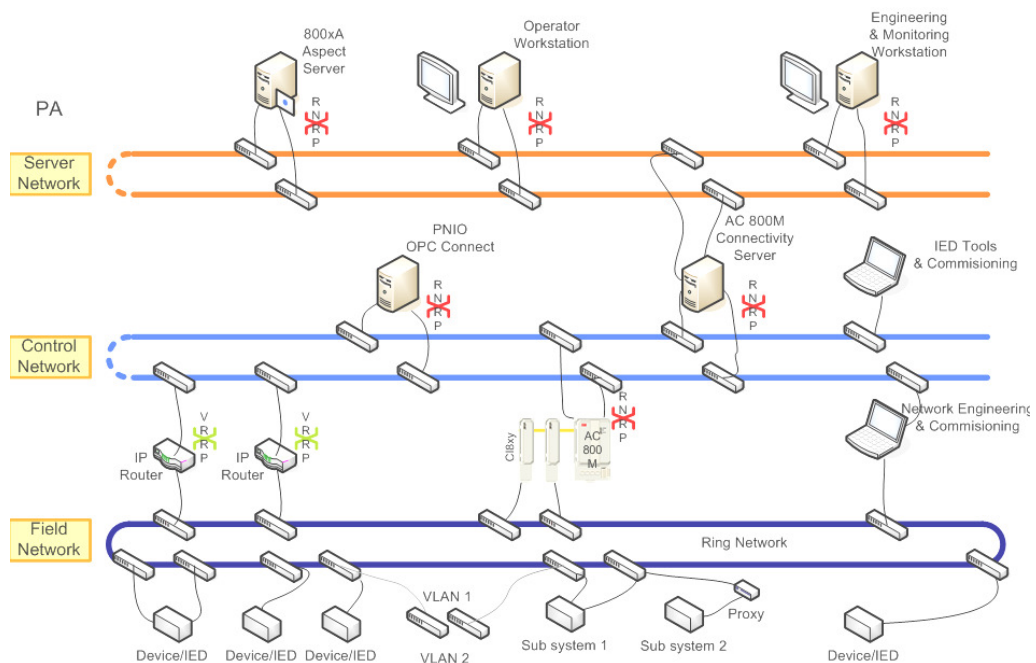 800xA
Aspect
Server
Operator
Workstation
Engineering
& Monitoring
Workstation
PA
R
N
R
P
R
N
R
P
R
N
R
P
Server
Network
PNIO
OPC Connect
AC 800M
Connectivity
Server
IED Tools
& Commisioning
R
N
R
P
R
N
R
P
Control
Network
V
R
R
P
V
R
R
P
R
N
R
P
IP
Router
IP
Router
CI8xy
AC
800
M
Network Engineering
& Commisioning
Field
Network
Ring Network
VLAN 1
VLAN 2
Proxy
Device/IED
Device/IED
Device/IED
Sub system 1
Sub system 2
Device/IED